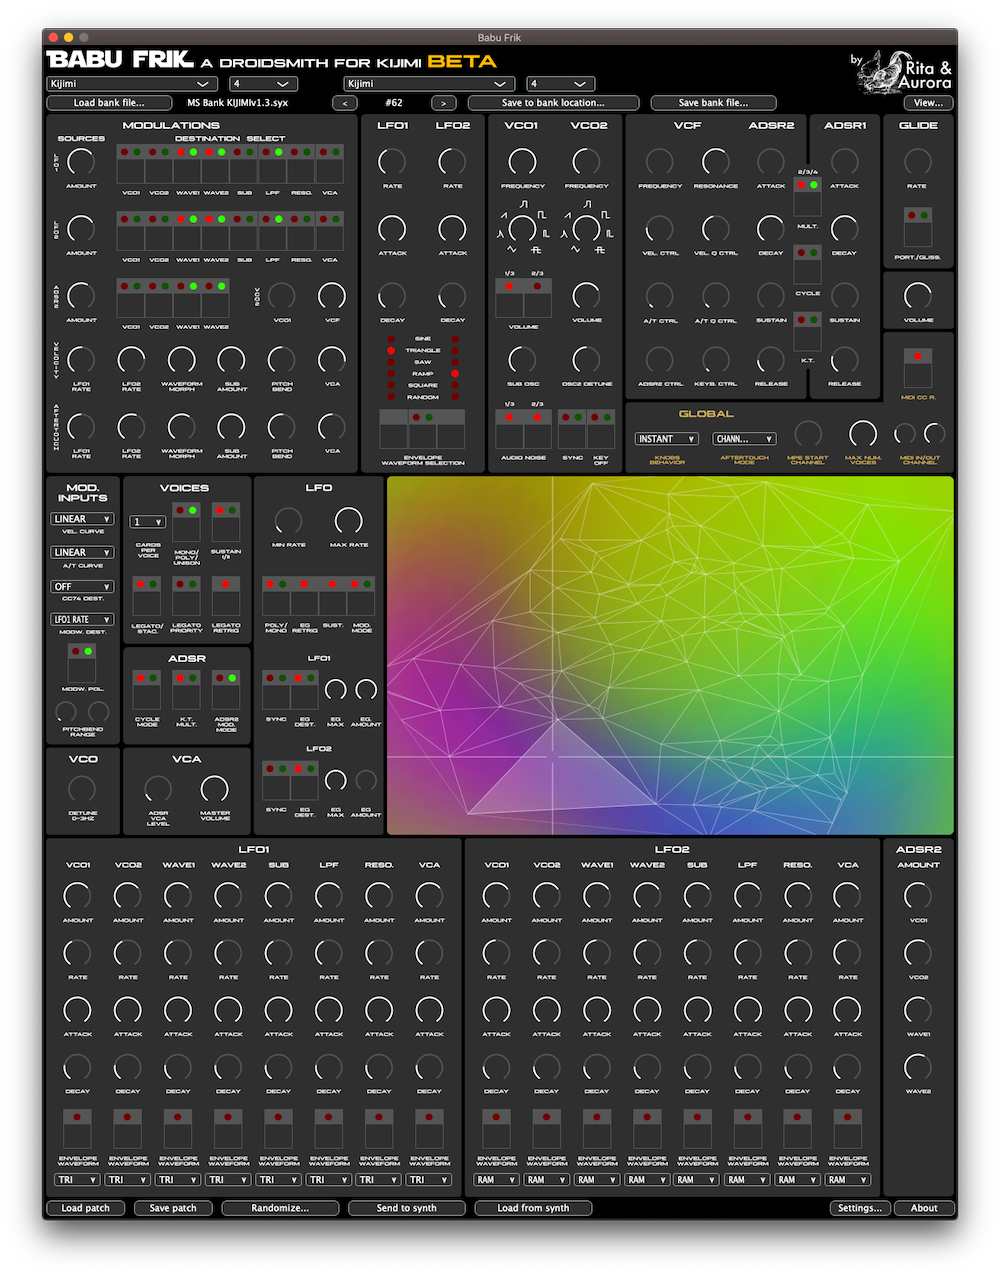 Babu Frik
BABU FRIK A DROIDSMITH FOR KIJIMI BETA
by Rita & Aurora
Kijimi 4 Kijimi 4
Load bank file... MS Bank KIJIMIv1.3.syx < #62 > Save to bank location... Save bank file... View...
MODULATIONS
SOURCES DESTINATION SELECT
LFO1
AMOUNT VCO1 VCO2 WAVE1 WAVE2 SUB LPF RESO. VCA
LFO2
AMOUNT VCO1 VCO2 WAVE1 WAVE2 SUB LPF RESO. VCA
ADSR2 VCO2
AMOUNT VCO1 VCO2 WAVE1 WAVE2 VCO1 VCF
VELOCITY
LFO1 RATE LFO2 RATE WAVEFORM MORPH SUB AMOUNT PITCH BEND VCA
AFTERTOUCH
LFO1 RATE LFO2 RATE WAVEFORM MORPH SUB AMOUNT PITCH BEND VCA
LFO1 LFO2
RATE RATE
ATTACK ATTACK
DECAY DECAY
SINE
TRIANGLE
SAW
RAMP
SQUARE
RANDOM
ENVELOPE
WAVEFORM SELECTION
VCO1 VCO2
FREQUENCY FREQUENCY
1/3 2/3
VOLUME VOLUME
SUB OSC OSC2 DETUNE
1/3 2/3
AUDIO NOISE SYNC KEY OFF
VCF ADSR2
FREQUENCY RESONANCE ATTACK
2/3/4
MULT.
VEL. CTRL VEL. Q CTRL DECAY
CYCLE
A/T CTRL A/T Q CTRL SUSTAIN
K.T.
ADSR2 CTRL KEYB. CTRL RELEASE
ADSR1
ATTACK
DECAY
SUSTAIN
RELEASE
GLIDE
RATE
PORT./GLISS.
VOLUME
MIDI CC R.
GLOBAL
INSTANT CHANN...
KNOBS BEHAVIOR AFTERTOUCH MODE MPE START CHANNEL MAX NUM. VOICES MIDI IN/OUT CHANNEL
MOD.
INPUTS
LINEAR
VEL. CURVE
LINEAR
A/T CURVE
OFF
CC74 DEST.
LFO1 RATE
MODW. DEST.
MODW. POL.
PITCHBEND
RANGE
VOICES
1
CARDS PER VOICE MONO/ POLY/ UNISON SUSTAIN I/II
LEGATO/ STAC. LEGATO PRIORITY LEGATO RETRIG
ADSR
CYCLE MODE K.T. MULT. ADSR2 MOD. MODE
VCO
DETUNE
0-3HZ
VCA
ADSR VCA LEVEL MASTER VOLUME
LFO
MIN RATE MAX RATE
POLY/ MONO EG RETRIG SUST. MOD. MODE
LFO1
SYNC EG DEST. EG MAX EG. AMOUNT
LFO2
SYNC EG DEST. EG MAX EG AMOUNT
LFO1
VCO1 VCO2 WAVE1 WAVE2 SUB LPF RESO. VCA
AMOUNT AMOUNT AMOUNT AMOUNT AMOUNT AMOUNT AMOUNT AMOUNT
RATE RATE RATE RATE RATE RATE RATE RATE
ATTACK ATTACK ATTACK ATTACK ATTACK ATTACK ATTACK ATTACK
DECAY DECAY DECAY DECAY DECAY DECAY DECAY DECAY
ENVELOPE ENVELOPE ENVELOPE ENVELOPE ENVELOPE ENVELOPE ENVELOPE ENVELOPE
WAVEFORM WAVEFORM WAVEFORM WAVEFORM WAVEFORM WAVEFORM WAVEFORM WAVEFORM
TRI TRI TRI TRI TRI TRI TRI TRI
LFO2
VCO1 VCO2 WAVE1 WAVE2 SUB LPF RESO. VCA
AMOUNT AMOUNT AMOUNT AMOUNT AMOUNT AMOUNT AMOUNT AMOUNT
RATE RATE RATE RATE RATE RATE RATE RATE
ATTACK ATTACK ATTACK ATTACK ATTACK ATTACK ATTACK ATTACK
DECAY DECAY DECAY DECAY DECAY DECAY DECAY DECAY
ENVELOPE ENVELOPE ENVELOPE ENVELOPE ENVELOPE ENVELOPE ENVELOPE ENVELOPE
WAVEFORM WAVEFORM WAVEFORM WAVEFORM WAVEFORM WAVEFORM WAVEFORM WAVEFORM
RAM RAM RAM RAM RAM RAM RAM RAM
ADSR2
AMOUNT
VCO1
VCO2
WAVE1
WAVE2
Load patch Save patch Randomize... Send to synth Load from synth Settings... About